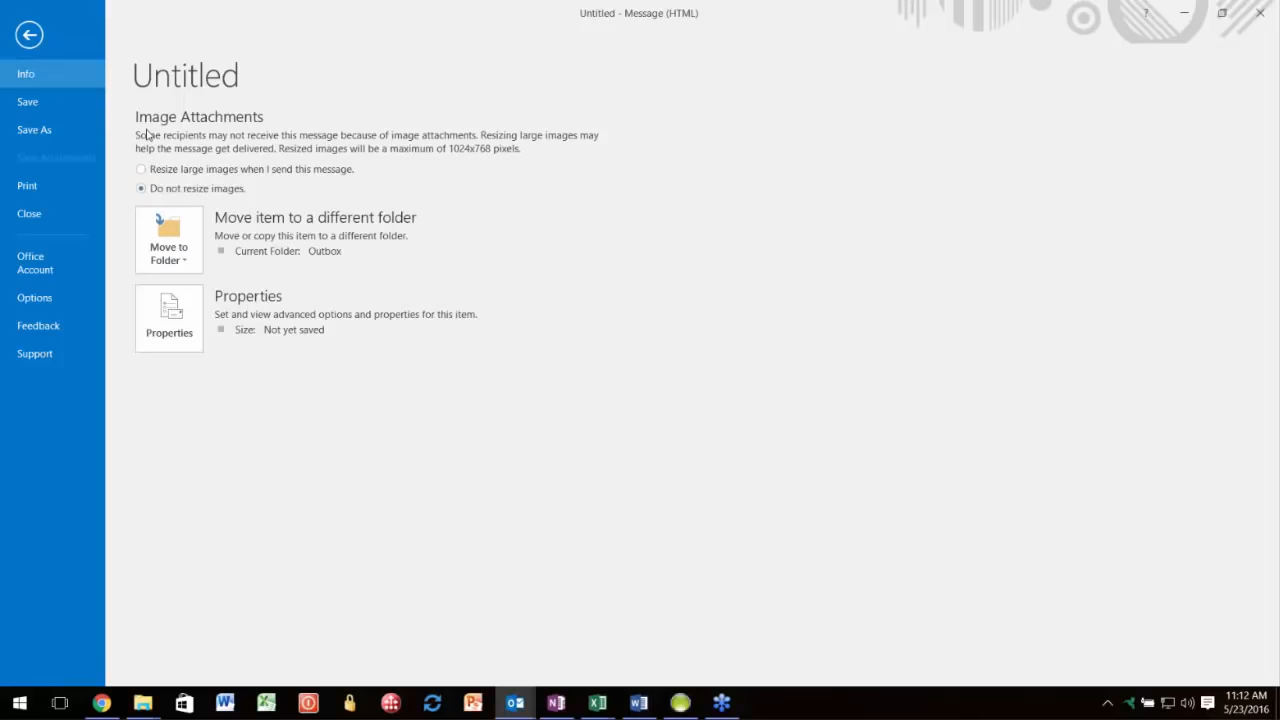 Untitled - Message (HTML)
?
Info
Save
Save As
Save Attachments
Print
Close
Office
Account
Options
Feedback
Support
Untitled
Image Attachments
Some recipients may not receive this message because of image attachments. Resizing large images may
help the message get delivered. Resized images will be a maximum of 1024x768 pixels.
Resize large images when I send this message.
Do not resize images.
Move to
Folder
Move item to a different folder
Move or copy this item to a different folder.
Current Folder: Outbox
Properties
Properties
Set and view advanced options and properties for this item.
Size: Not yet saved
11:12 AM
5/23/2016